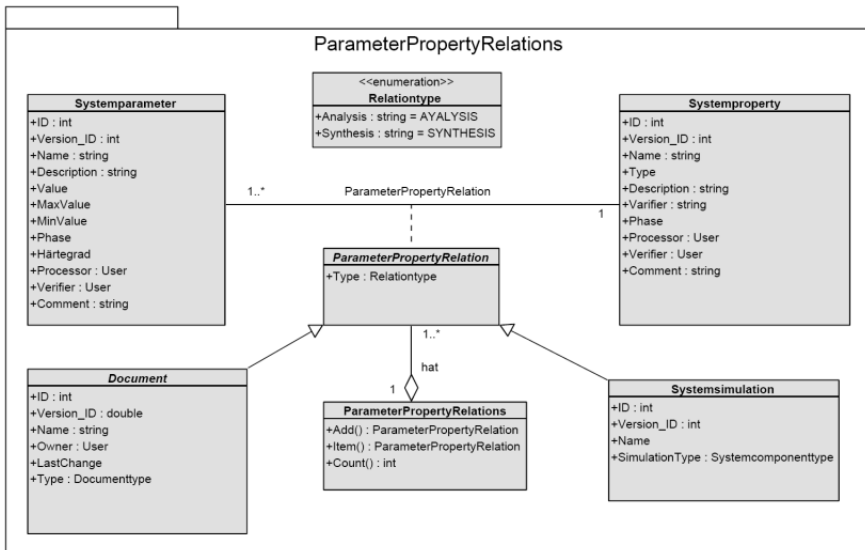 ParameterPropertyRelations
Systemparameter
+ID : int
+Version_ID : int
+Name : string
+Description : string
+Value
+MaxValue
+MinValue
+Phase
+Härtegrad
+Processor : User
+Verifier : User
+Comment : string
<<enumeration>>
Relationtype
+Analysis : string = AYALYSIS
+Synthesis : string = SYNTHESIS
Systemproperty
+ID : int
+Version_ID : int
+Name : string
+Type
+Description : string
+Varifier : string
+Phase
+Processor : User
+Verifier : User
+Comment : string
1..*
ParameterPropertyRelation
1
ParameterPropertyRelation
+Type : Relationtype
1..*
hat
1
Document
+ID : int
+Version_ID : double
+Name : string
+Owner : User
+LastChange
+Type : Documenttype
ParameterPropertyRelations
+Add() : ParameterPropertyRelation
+Item() : ParameterPropertyRelation
+Count() : int
Systemsimulation
+ID : int
+Version_ID : int
+Name
+SimulationType : Systemcomponenttype